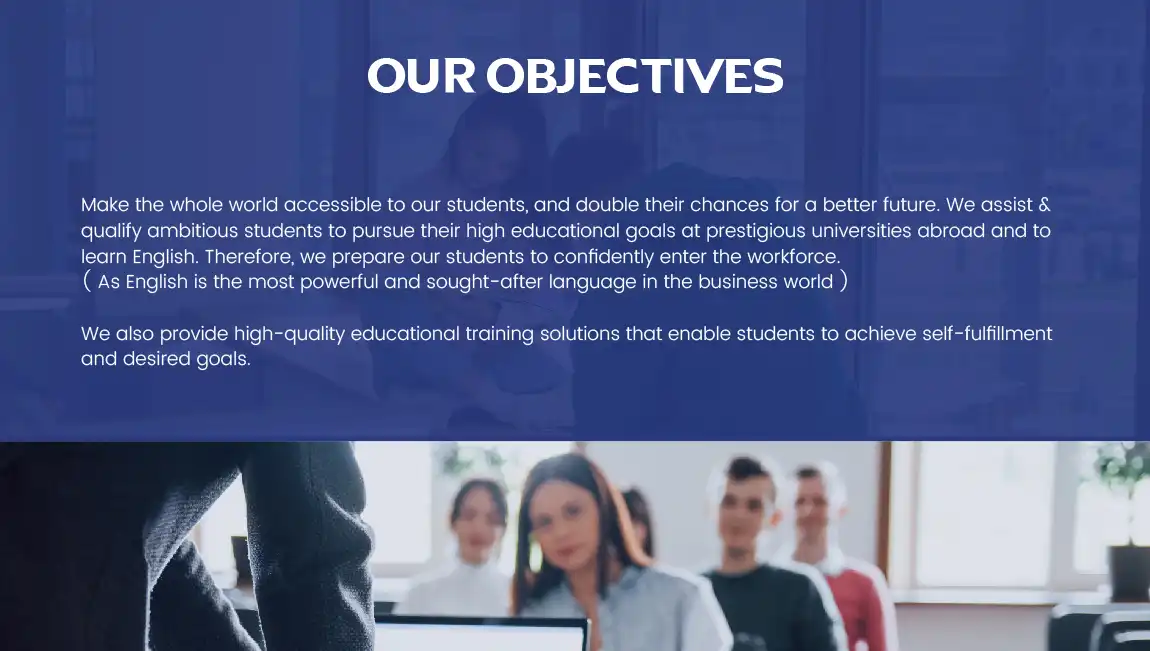 OUR OBJECTIVES
Make the whole world accessible to our students, and double their chances for a better future. We assist &
qualify ambitious students to pursue their high educational goals at prestigious universities abroad and to
learn English. Therefore, we prepare our students to confidently enter the workforce.
( As English is the most powerful and sought-after language in the business world )
We also provide high-quality educational training solutions that enable students to achieve self-fulfillment
and desired goals.